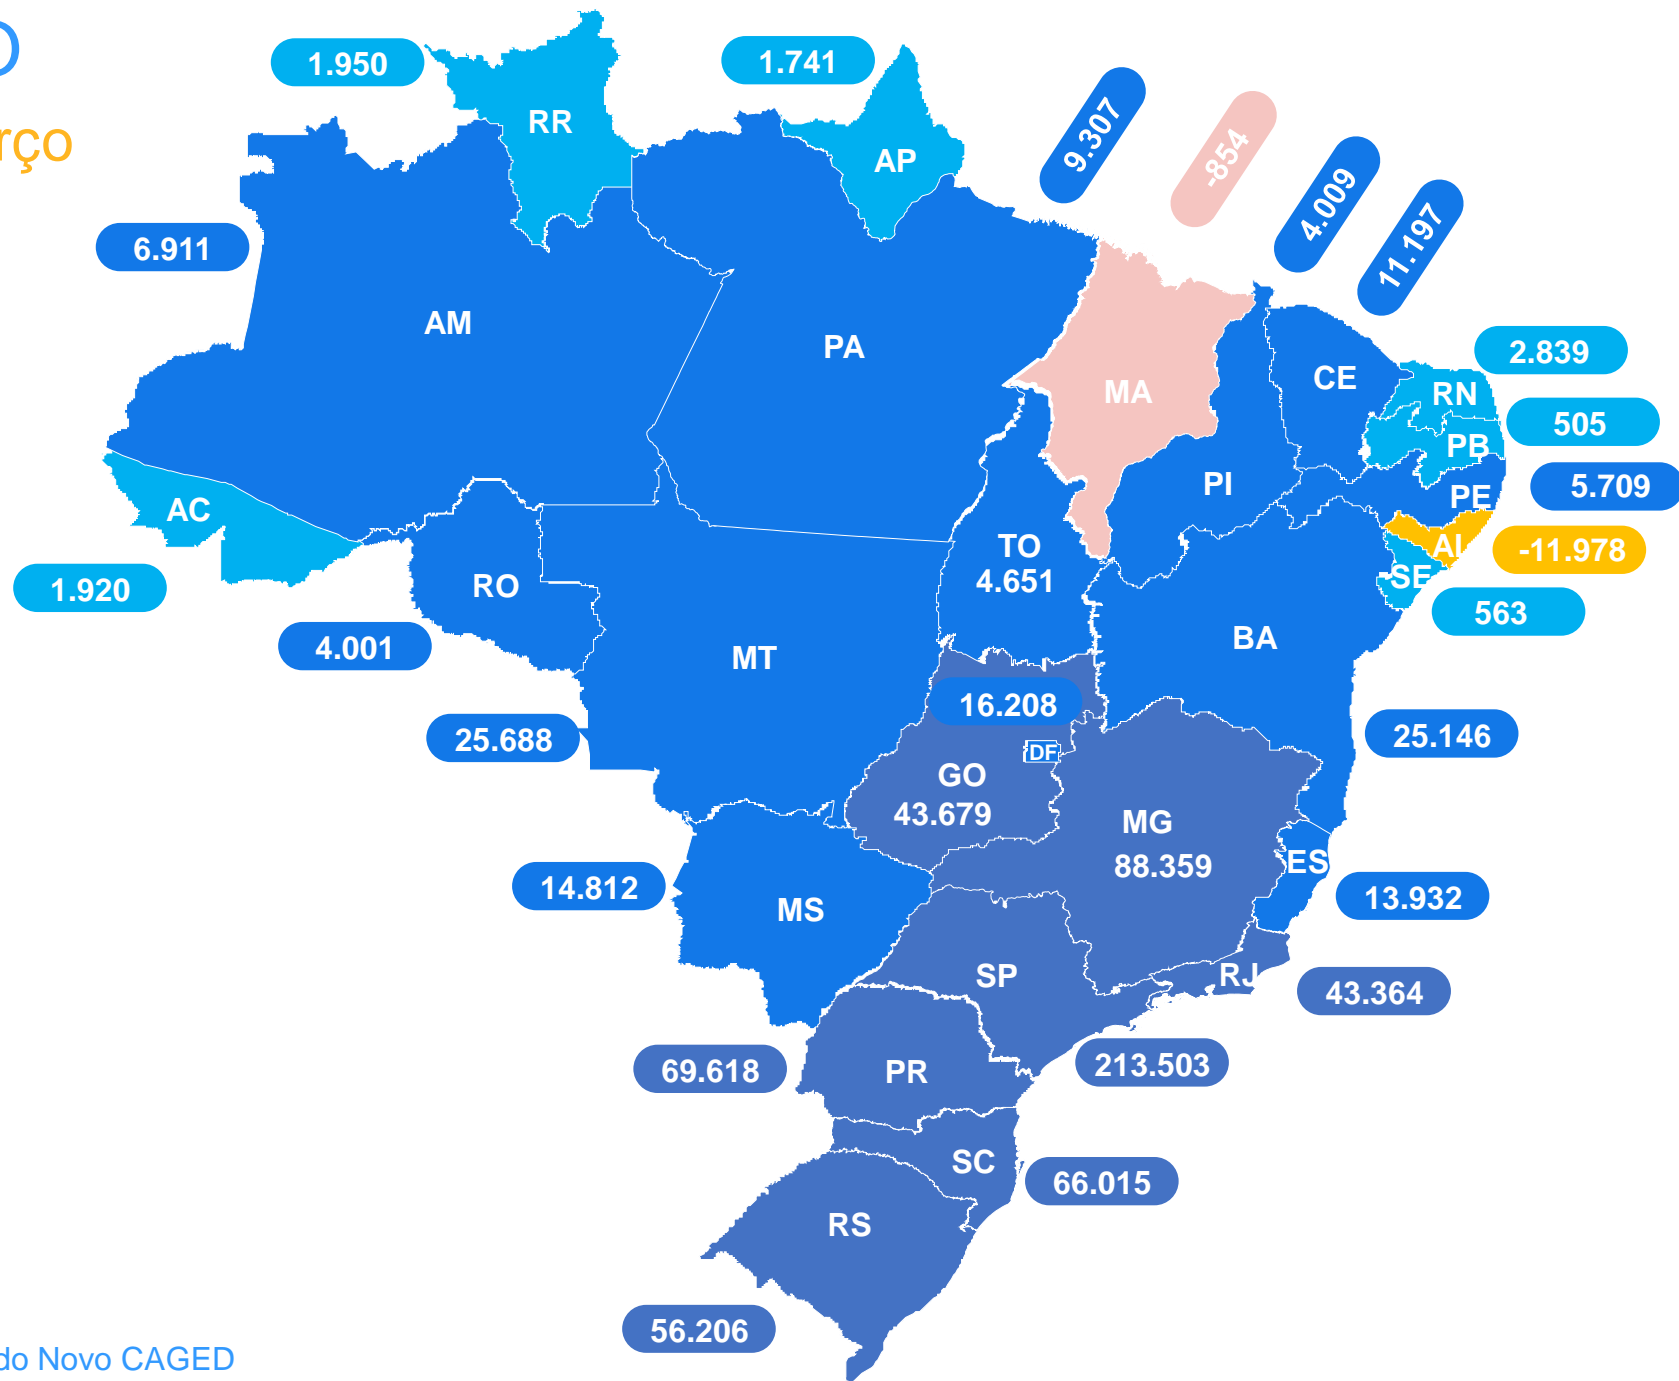 1.950
1.741
RR
AP
rço
9.307
-854
4.009
11.197
6.911
AM
PA
MA
CE
2.839
RN
505
PB
PI
PE
5.709
AC
TO
4.651
AL
-11.978
SE
563
1.920
RO
4.001
MT
BA
16.208
DF
25.688
25.146
GO
43.679
MG
88.359
ES
14.812
MS
13.932
SP
RJ
43.364
69.618
PR
213.503
SC
66.015
RS
56.206
do Novo CAGED